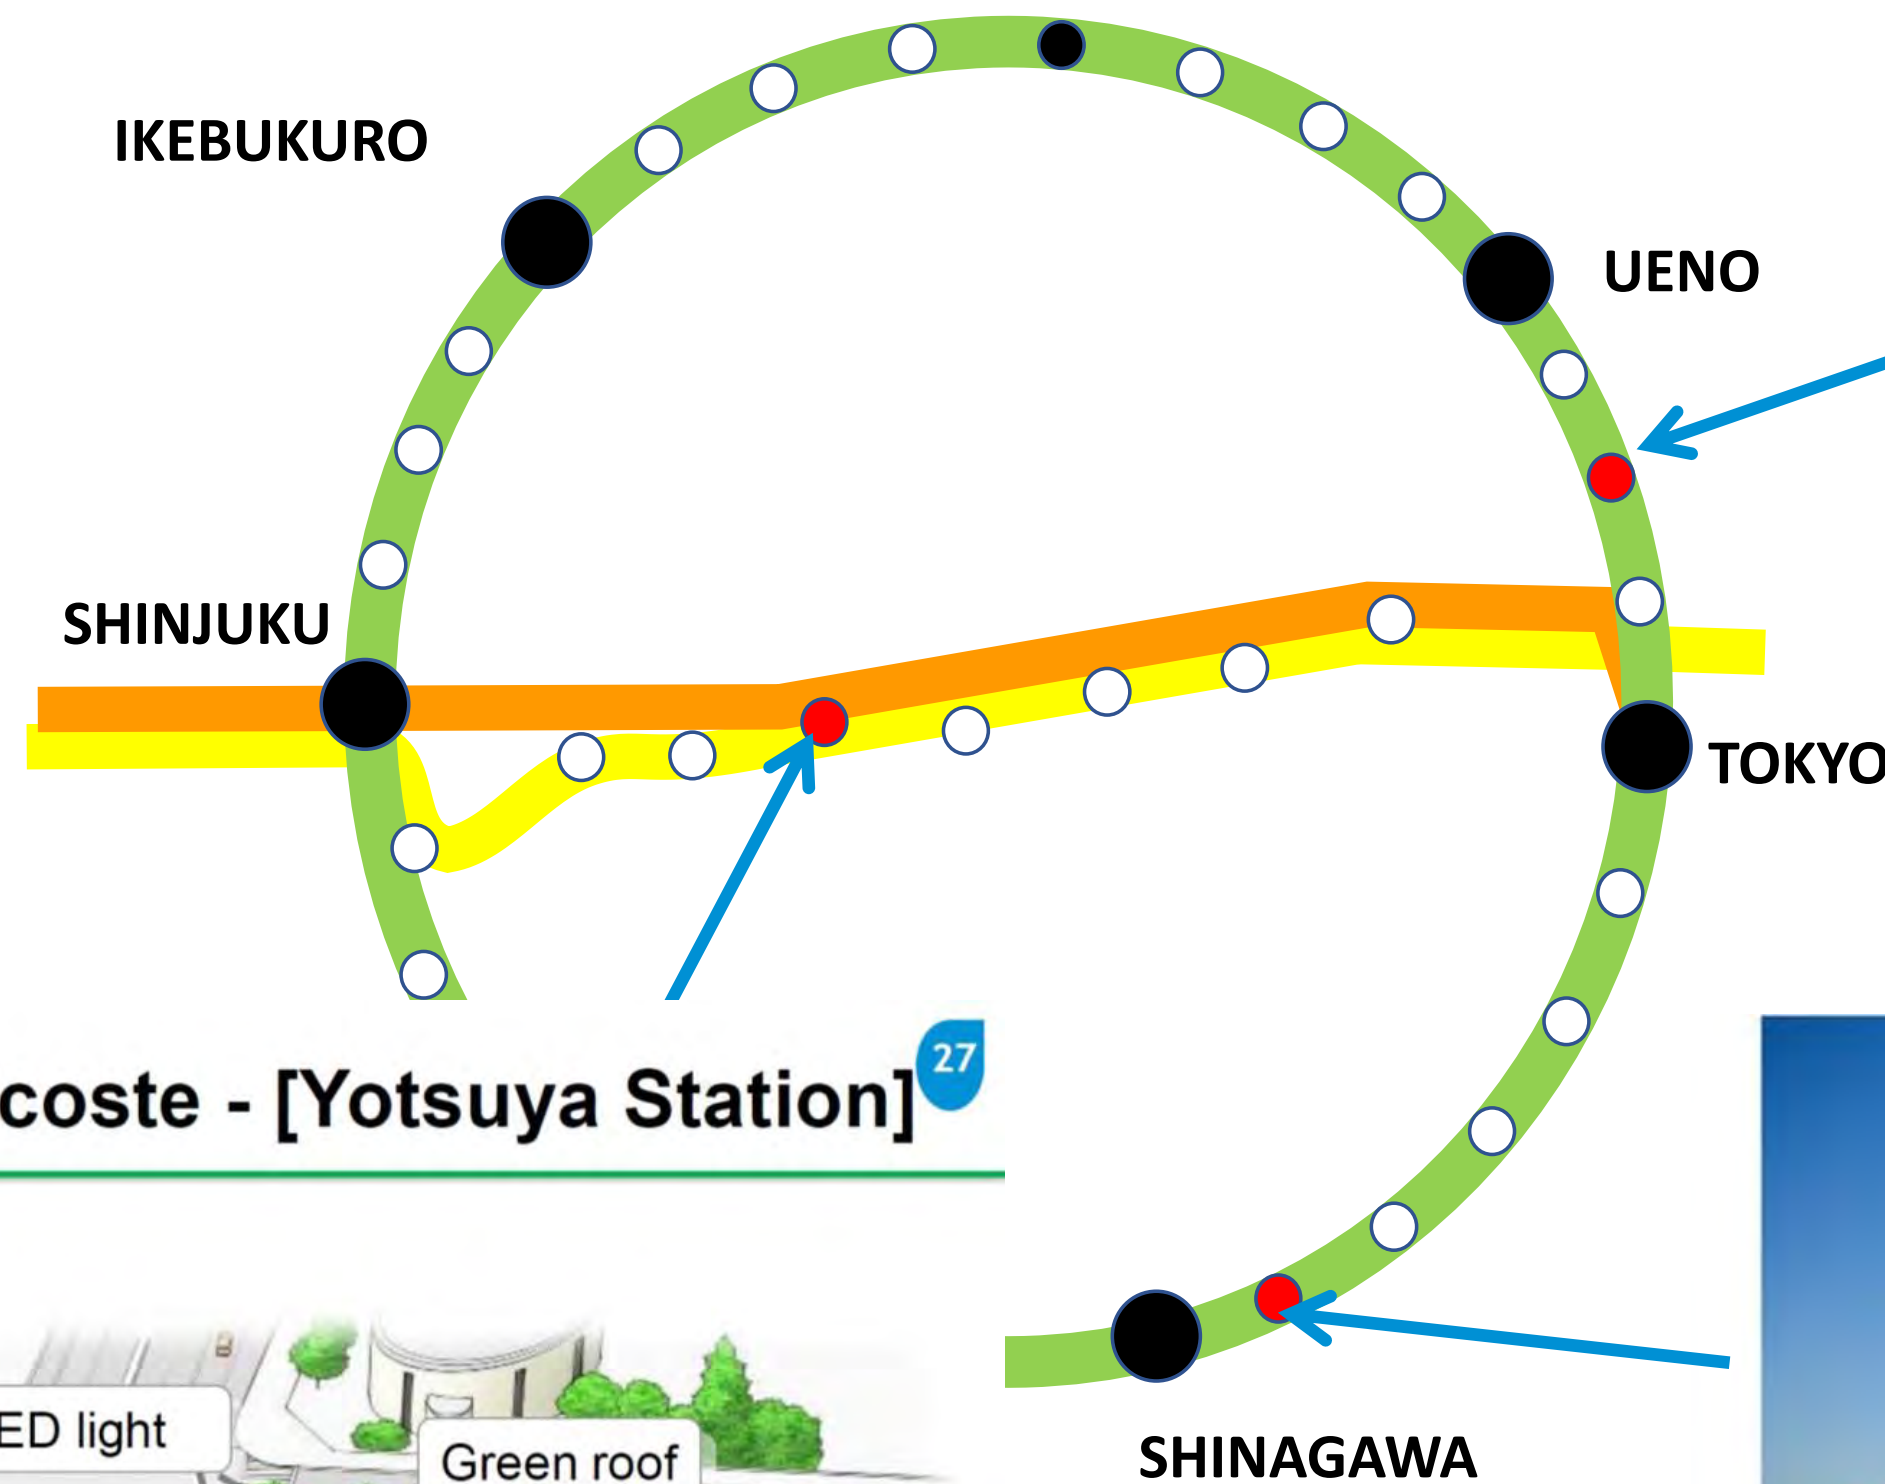 IKEBUKURO
UENO
SHINJUKU
TOKYO
27
coste - [Yotsuya Station]
ED light
Green roof
SHINAGAWA